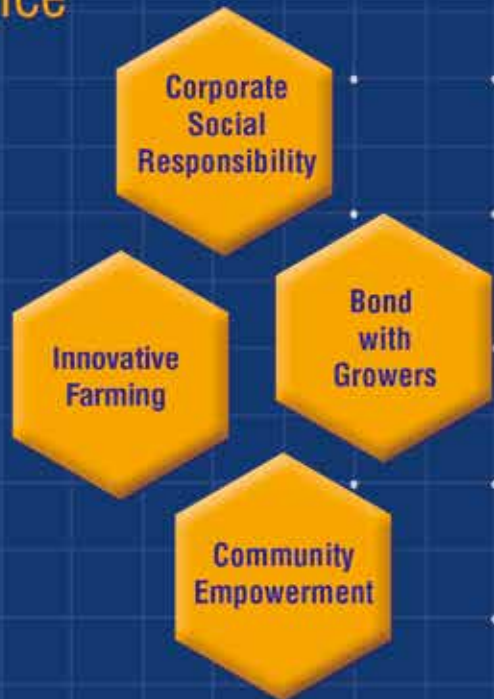 Corporate
Social
Responsibility
Bond
with
Growers
Innovative
Farming
Community
Empowerment